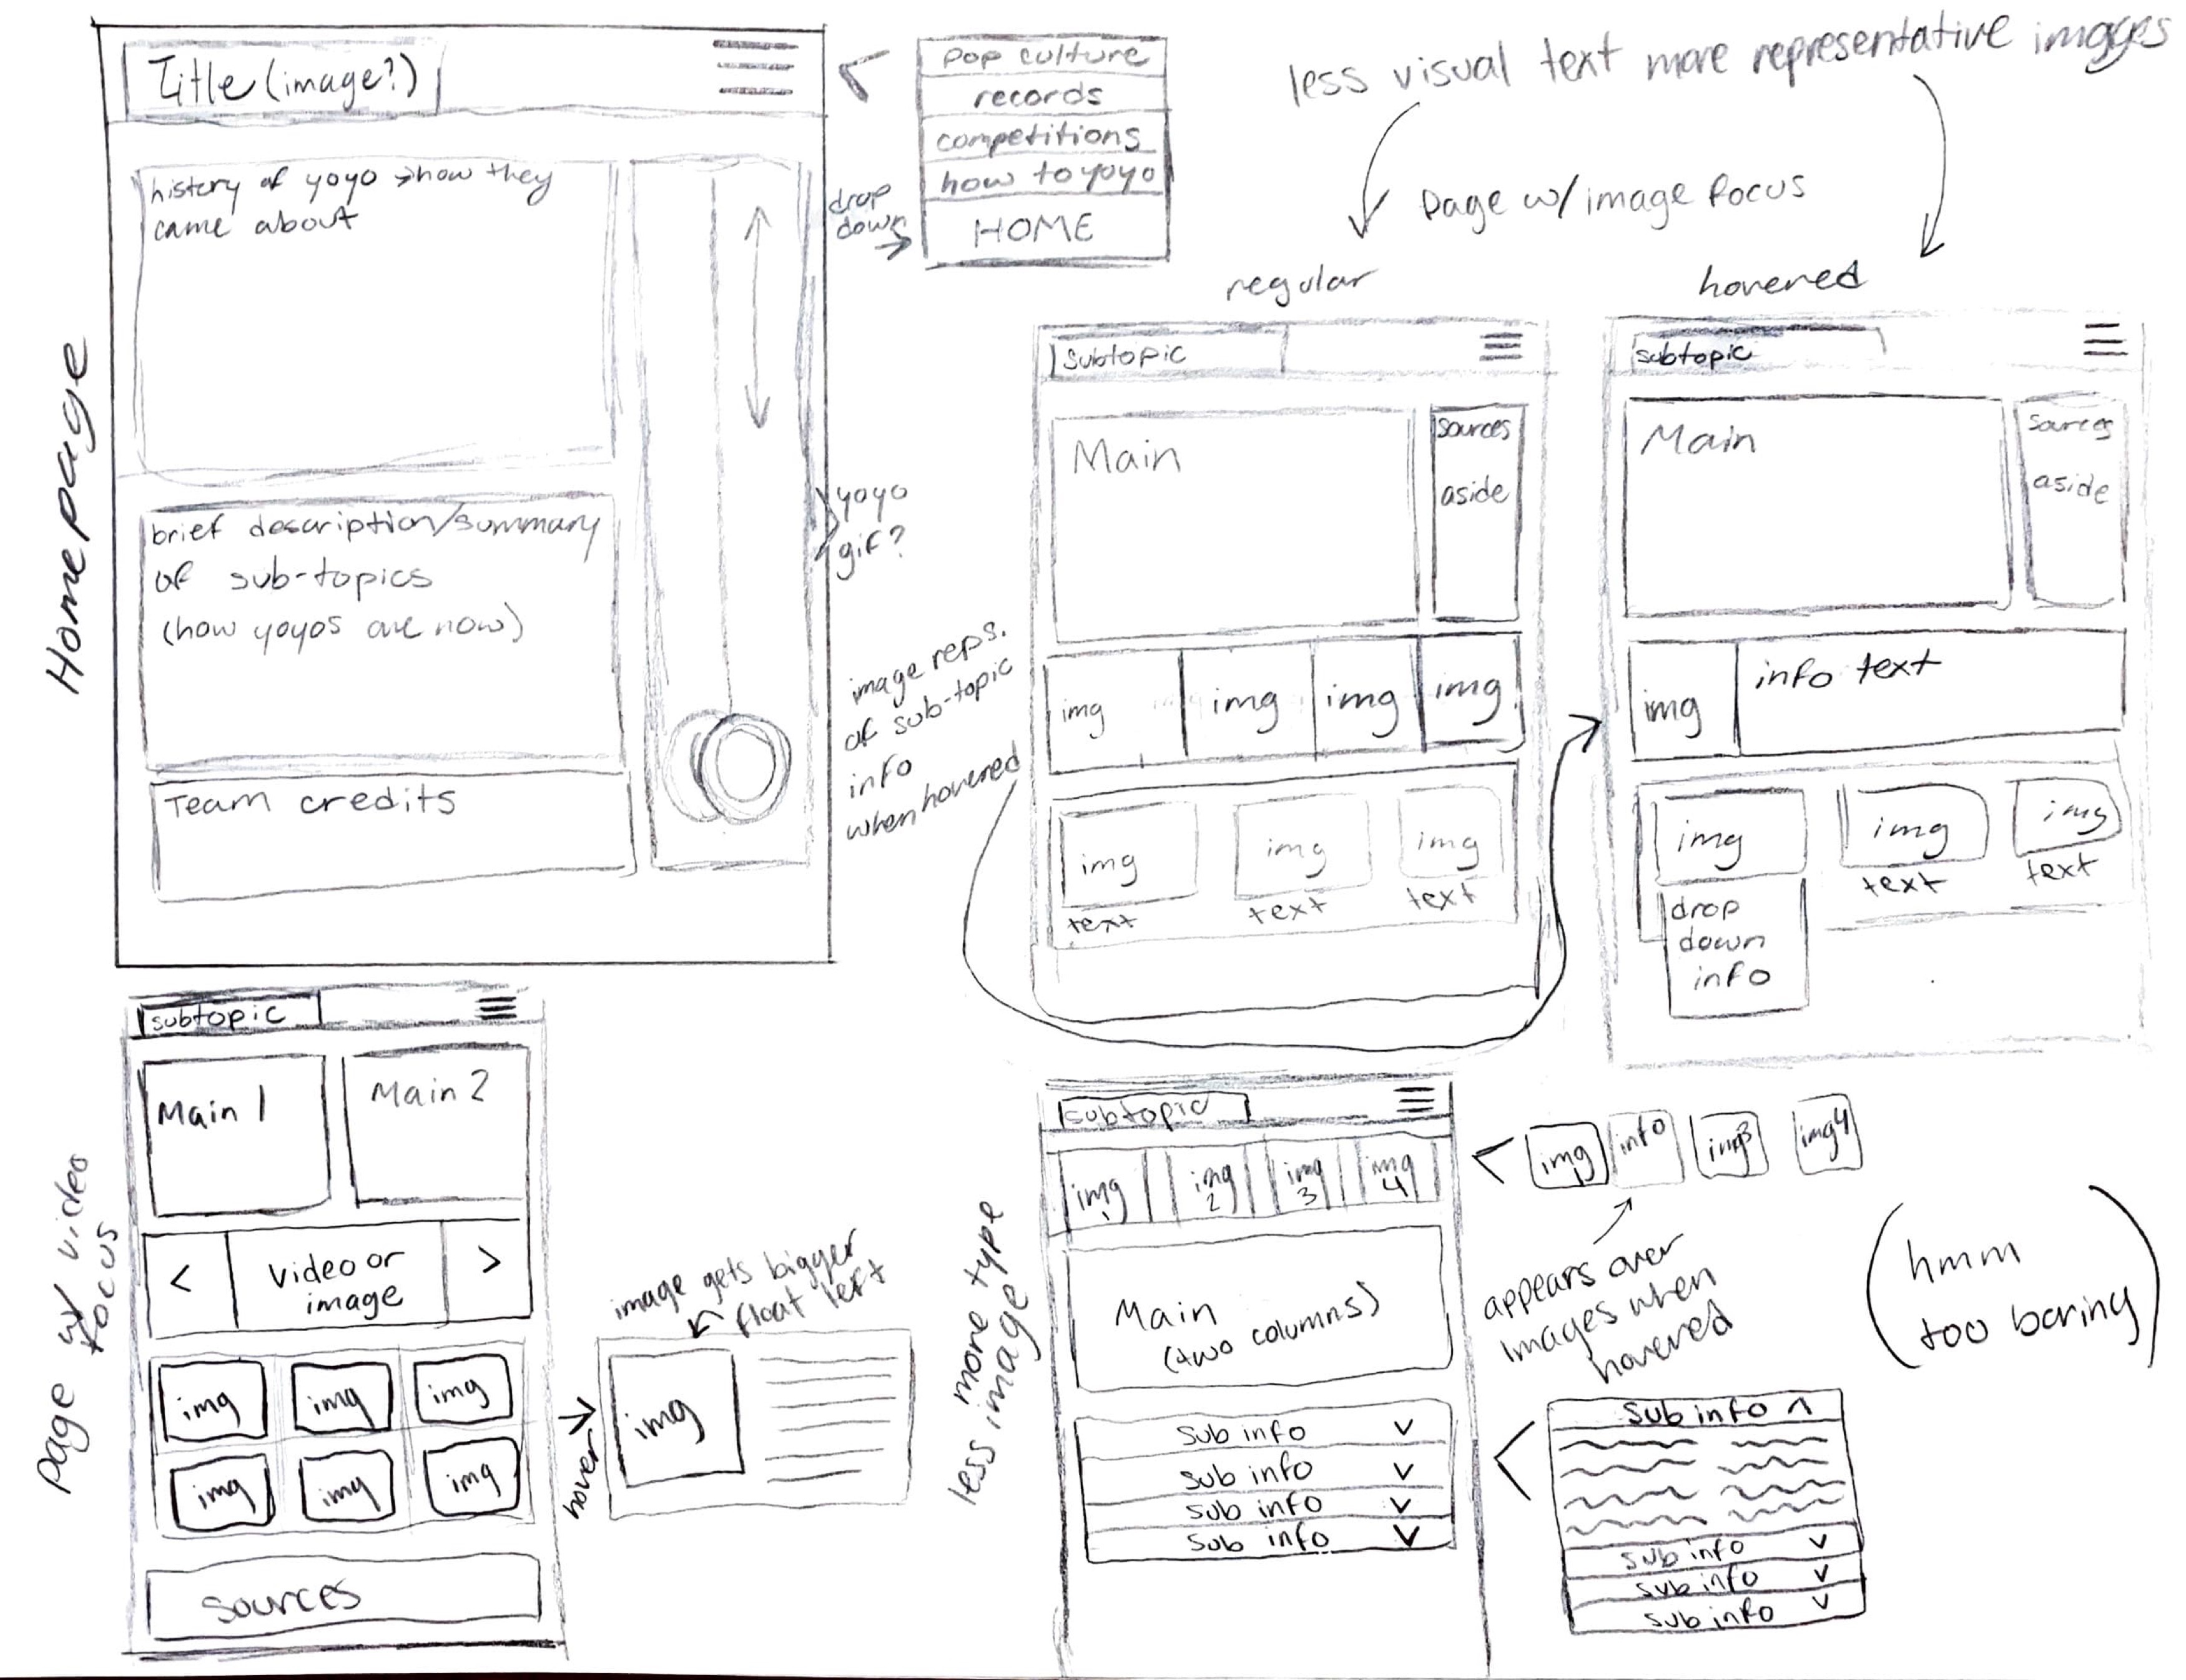 Homepage
Title (image?)
history of yoyo → how they
came about
brief description/summary
of sub-topics
(how yoyos are now)
Team credits
yoyo
gif?
drop
down
pop culture
records
competitions
how to yoyo
HOME
less visual text more representative images
page w/ image focus
regular
subtopic
Main
sources
aside
img
img
img
img
img
img
img
text
text
text
image reps.
of sub-topic
info
when hovered
hovered
subtopic
Main
sources
aside
img
info text
img
img
img
text
text
drop
down
info
page w/ video
focus
subtopic
Main 1
Main 2
<
video or
image
>
img
img
img
img
img
img
sources
hover
image gets bigger
float left
img
more type
less image
subtopic
img
1
img
2
img
3
img
4
Main
(two columns)
sub info
sub info
sub info
sub info
img
1
info
img3
img4
appears over
images when
hovered
(hmm
too boring)
sub info
sub info
sub info
sub info